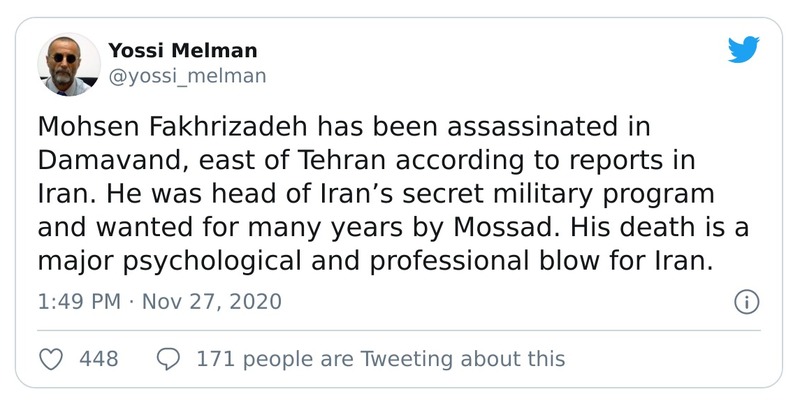 Yossi Melman
@yossi_melman
Mohsen Fakhrizadeh has been assassinated in
Damavand, east of Tehran according to reports in
Iran. He was head of Iran’s secret military program
and wanted for many years by Mossad. His death is a
major psychological and professional blow for Iran.
1:49 PM · Nov 27, 2020
448 171 people are Tweeting about this